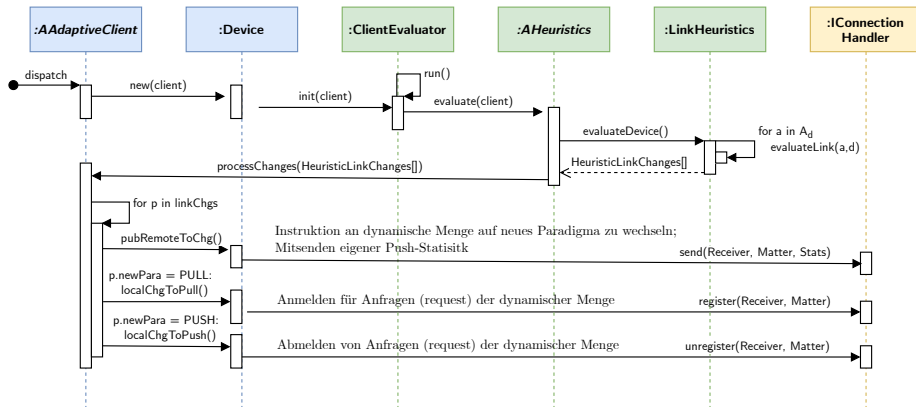 :AAdaptiveClient
:Device
:ClientEvaluator
:AHeuristics
:LinkHeuristics
:IConnection
Handler
dispatch
new(client)
init(client)
run()
evaluate(client)
evaluateDevice()
for a in A_d
evaluateLink(a,d)
HeuristicLinkChanges[]
processChanges(HeuristicLinkChanges[])
for p in linkChgs
pubRemoteToChg()
Instruktion an dynamische Menge auf neues Paradigma zu wechseln;
Mitsenden eigener Push-Statisitk
send(Receiver, Matter, Stats)
p.newPara = PULL:
localChgToPull()
Anmelden für Anfragen (request) der dynamischer Menge
register(Receiver, Matter)
p.newPara = PUSH:
localChgToPush()
Abmelden von Anfragen (request) der dynamischer Menge
unregister(Receiver, Matter)